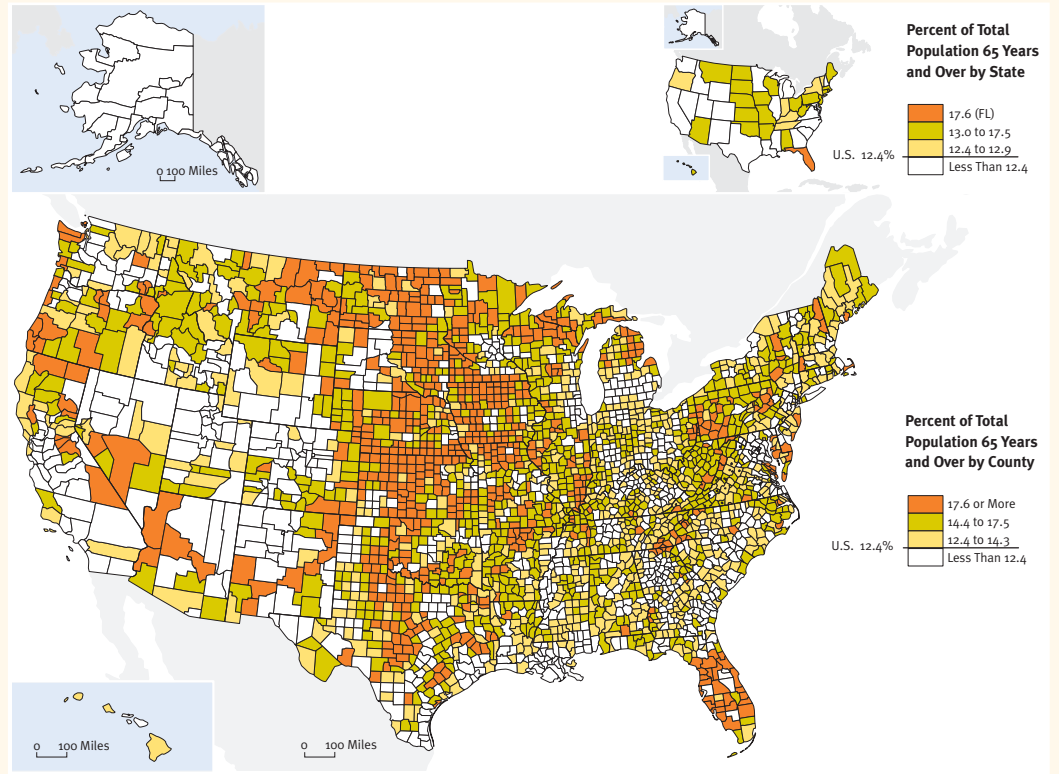 Percent of Total
Population 65 Years
and Over by State
17.6 (FL)
13.0 to 17.5
12.4 to 12.9
U.S. 12.4%
Less Than 12.4
0 100 Miles
Percent of Total
Population 65 Years
and Over by County
17.6 or More
14.4 to 17.5
12.4 to 14.3
U.S. 12.4%
Less Than 12.4
0 100 Miles
0 100 Miles